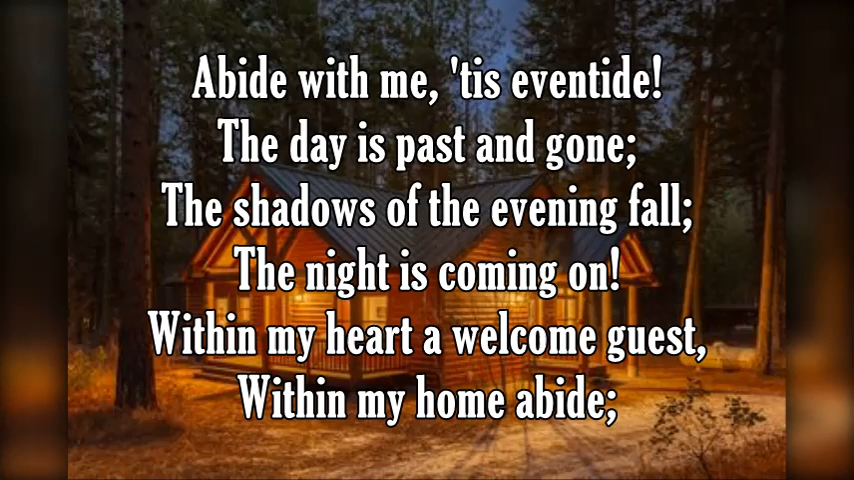 Abide with me, 'tis eventide!
The day is past and gone;
The shadows of the evening fall;
The night is coming on!
Within my heart a welcome guest,
Within my home abide;